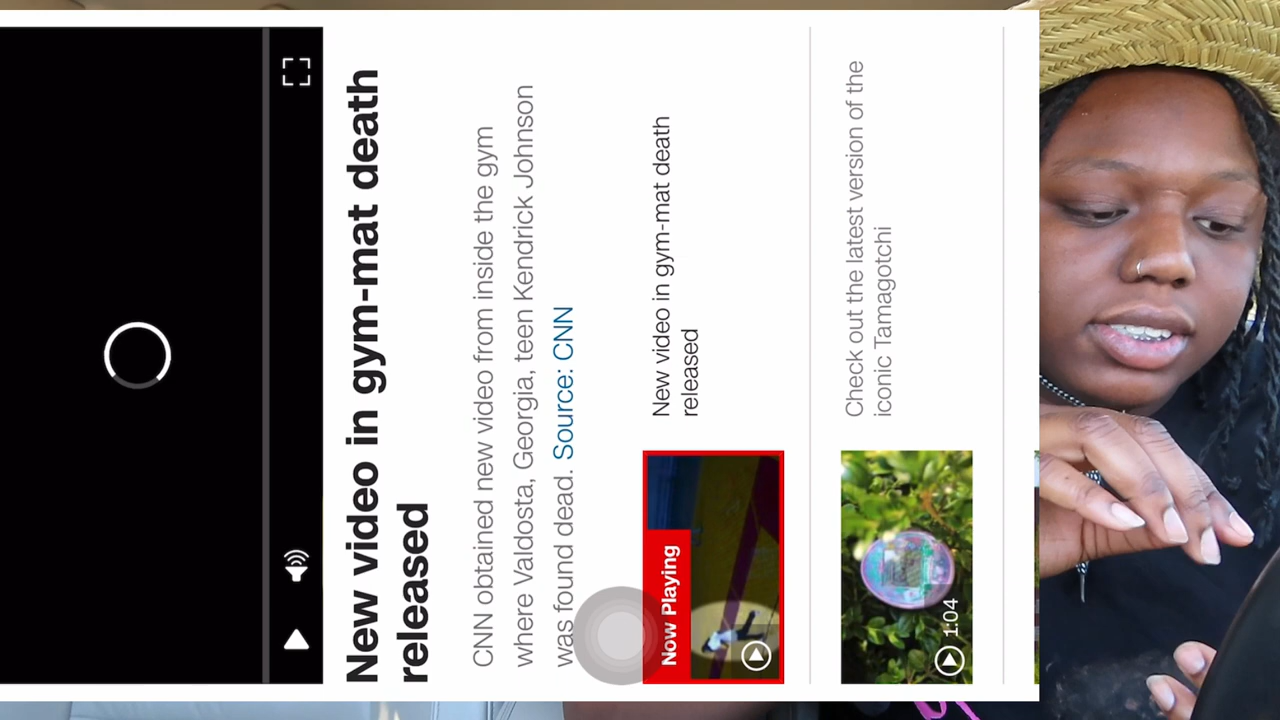 New video in gym-mat death
released
CNN obtained new video from inside the gym
where Valdosta, Georgia, teen Kendrick Johnson
was found dead. Source: CNN
Now Playing
New video in gym-mat death
released
1:04
Check out the latest version of the
iconic Tamagotchi